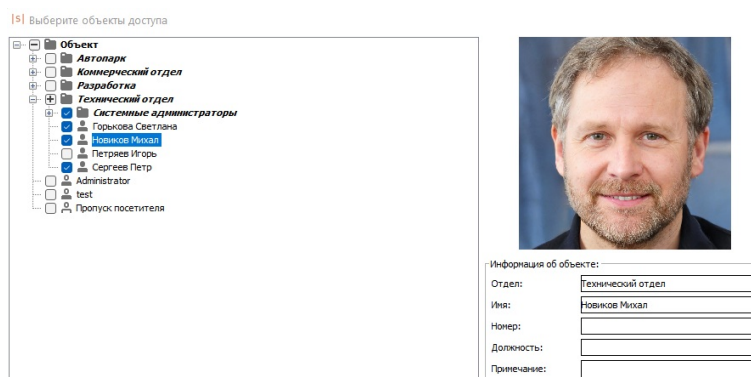 |s| Выберите объекты доступа
Объект
Автопарк
Коммерческий отдел
Разработка
Технический отдел
Системные администраторы
Горькова Светлана
Новиков Михал
Петряев Игорь
Сергеев Петр
Administrator
test
Пропуск посетителя
Информация об объекте:
Отдел: Технический отдел
Имя: Новиков Михал
Номер:
Должность:
Примечание: